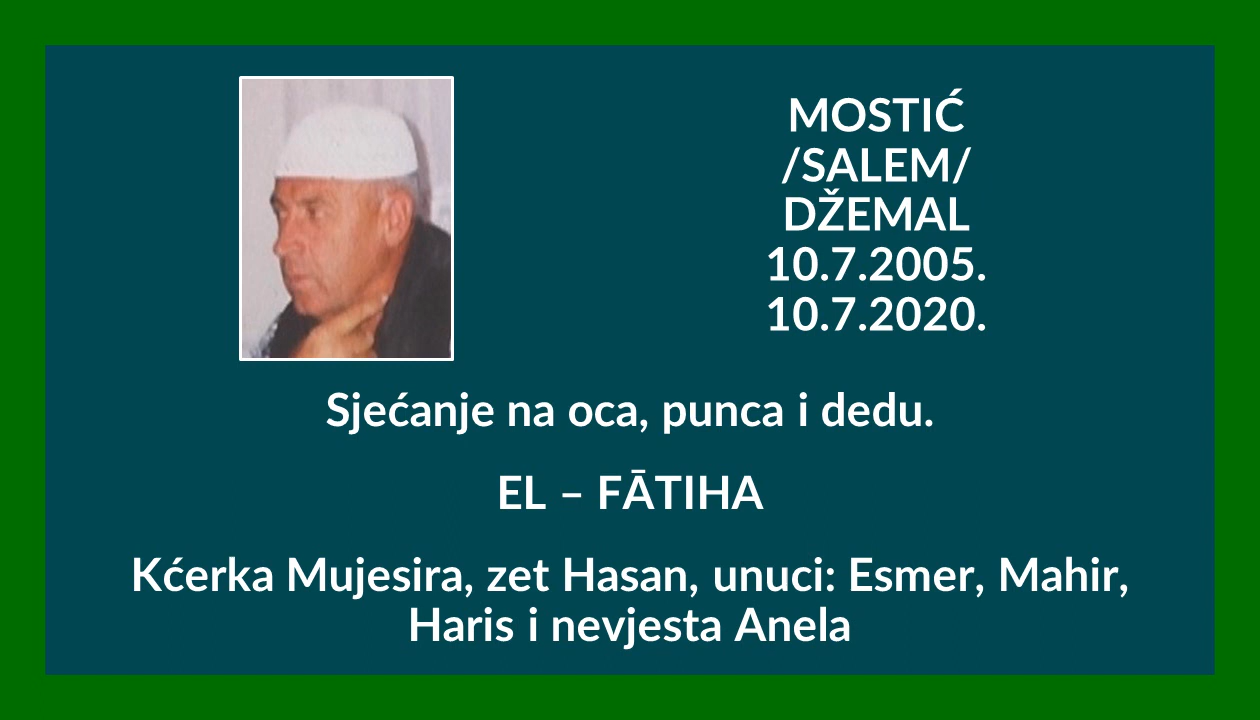 MOSTIĆ
/SALEM/
DŽEMAL
10.7.2005.
10.7.2020.
Sjećanje na oca, punca i dedu.
EL – FĀTIHA
Kćerka Mujesira, zet Hasan, unuci: Esmer, Mahir,
Haris i nevjesta Anela